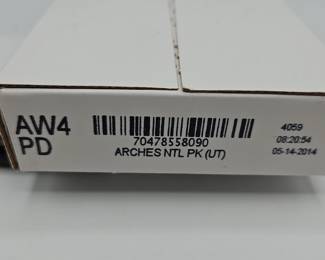 AW4
PD
70478558090
ARCHES NTL PK (UT)
4059
08:20:54
05-14-2014